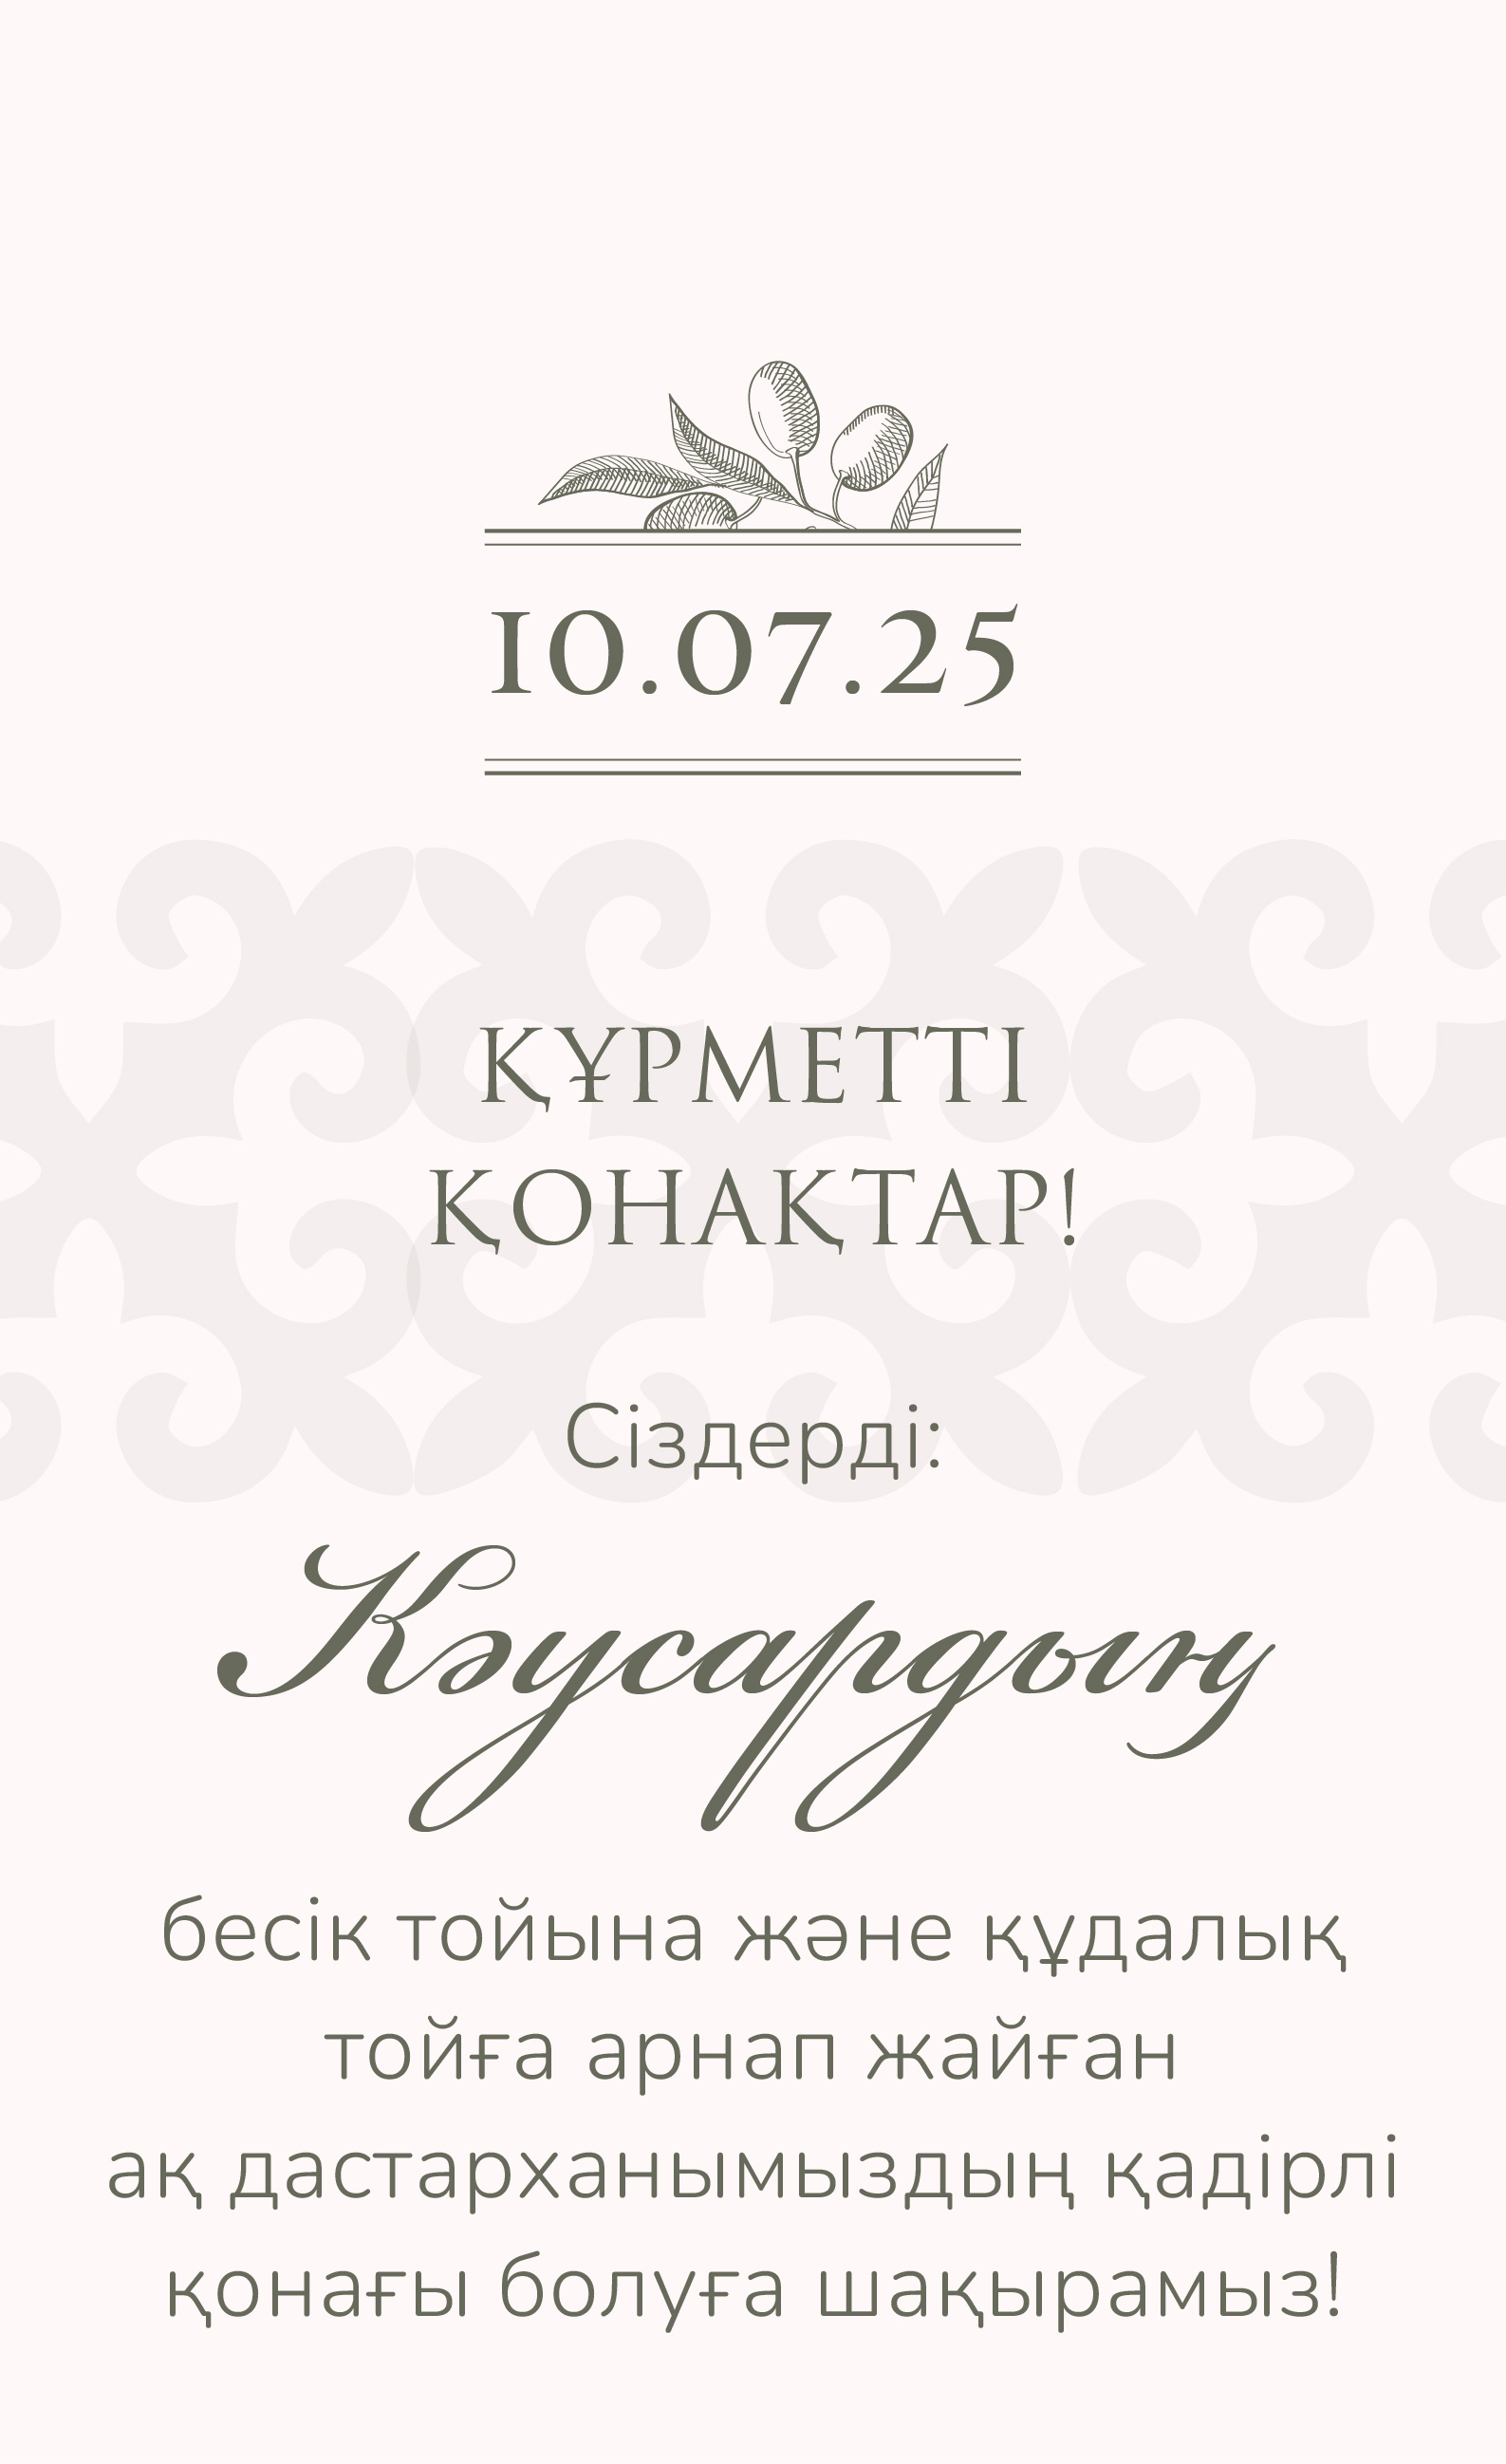 10.07.25
ҚҰРМЕТТІ
ҚОНАҚТАР!
Сіздерді:
Кәусардың
бесік тойына және құдалық
тойға арнап жайған
ақ дастарханымыздың қадірлі
қонағы болуға шақырамыз!